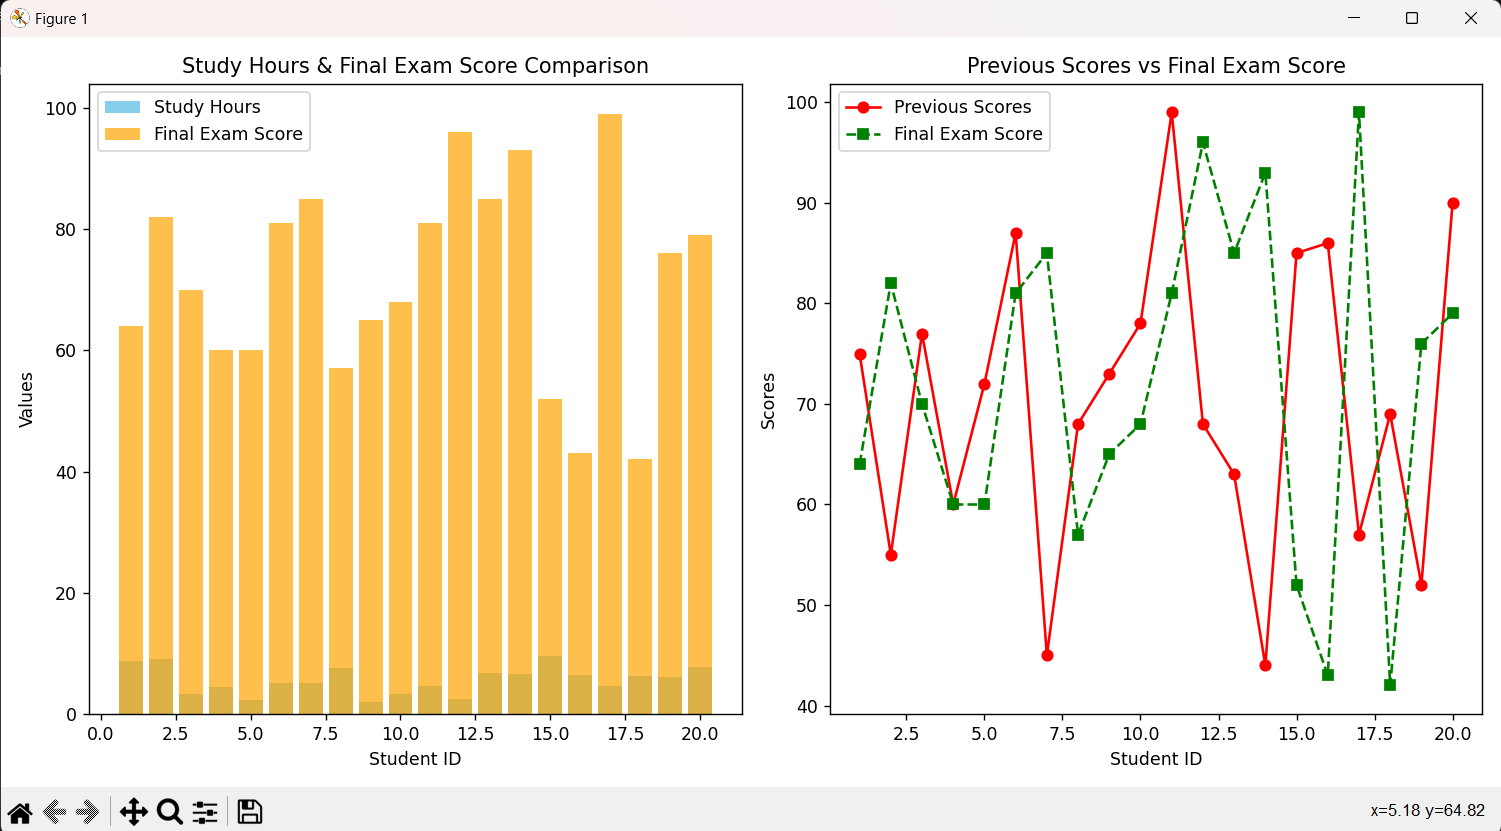 Figure 1
Study Hours & Final Exam Score Comparison
Study Hours
Final Exam Score
Values
100
80
60
40
20
0
0.0 2.5 5.0 7.5 10.0 12.5 15.0 17.5 20.0
Student ID
Previous Scores vs Final Exam Score
Previous Scores
Final Exam Score
Scores
100
90
80
70
60
50
40
2.5 5.0 7.5 10.0 12.5 15.0 17.5 20.0
Student ID
x=5.18 y=64.82